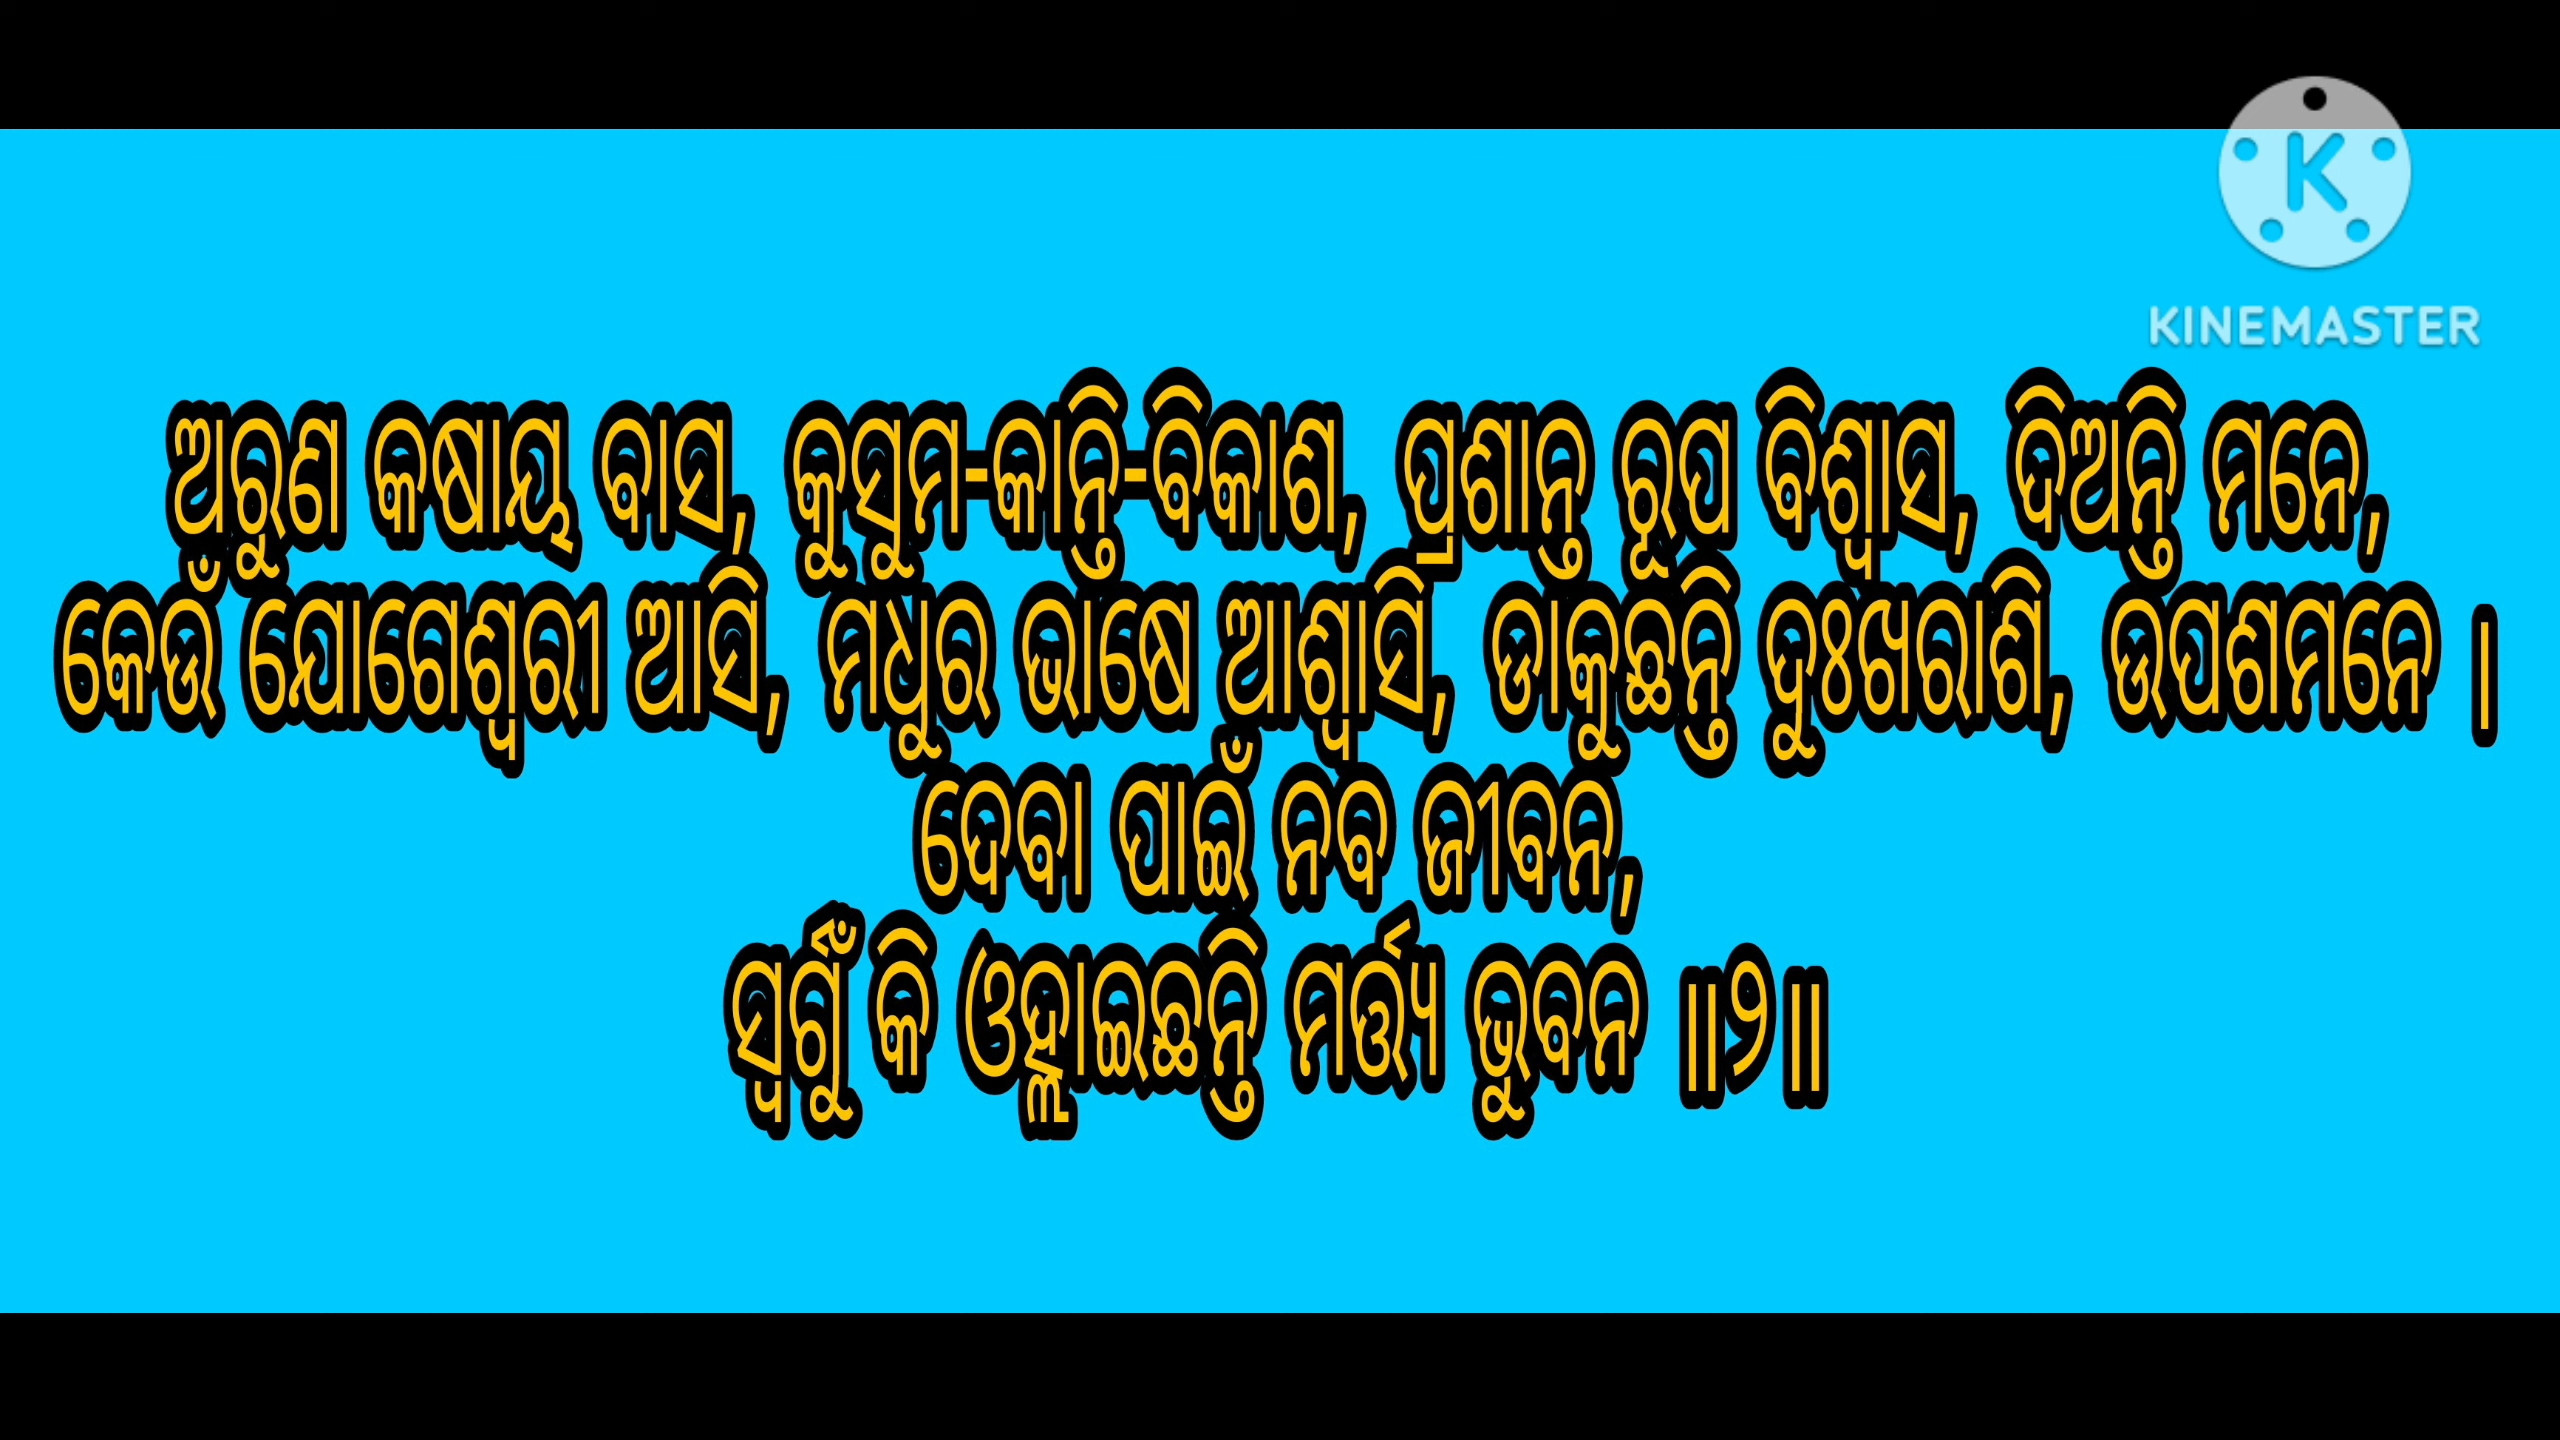 KINEMASTER
ଅରୁଣ କଷାୟ ବାସ, କୁସୁମ-କାନ୍ତି-ବିକାଶ, ପ୍ରଶାନ୍ତ ରୂପ ବିଶ୍ୱାସ, ଦିଅନ୍ତି ମନେ,
କେଉଁ ଯୋଗେଶ୍ୱରୀ ଆସି, ମଧୁର ଭାଷେ ଆଶ୍ୱାସି, ଡାକୁଛନ୍ତି ଦୁଃଖରାଶି, ଉପଶମନେ ।
ଦେବା ପାଇଁ ନବ ଜୀବନ,
ସ୍ୱର୍ଗୁଁ କି ଓହ୍ଲାଇଛନ୍ତି ମର୍ତ୍ତ୍ୟ ଭୁବନ ॥୨॥